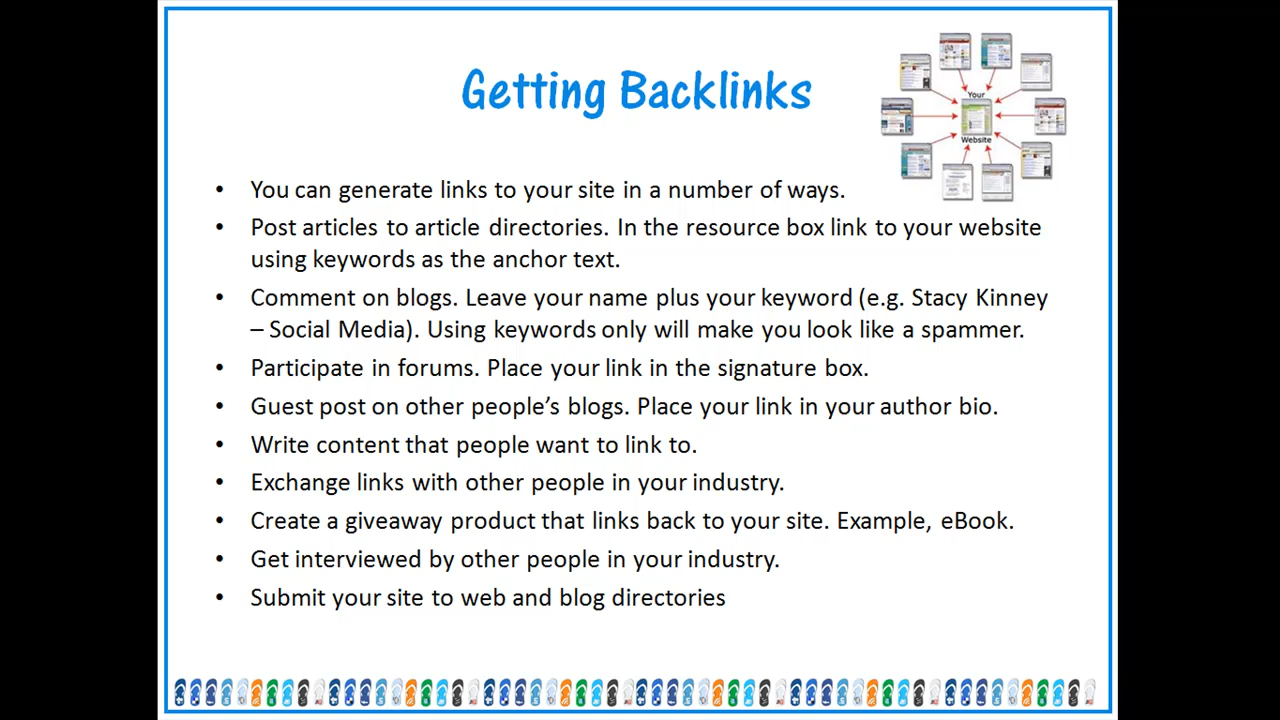 Getting Backlinks
Your
Website
• You can generate links to your site in a number of ways.
• Post articles to article directories. In the resource box link to your website
using keywords as the anchor text.
• Comment on blogs. Leave your name plus your keyword (e.g. Stacy Kinney
– Social Media). Using keywords only will make you look like a spammer.
• Participate in forums. Place your link in the signature box.
• Guest post on other people’s blogs. Place your link in your author bio.
• Write content that people want to link to.
• Exchange links with other people in your industry.
• Create a giveaway product that links back to your site. Example, eBook.
• Get interviewed by other people in your industry.
• Submit your site to web and blog directories